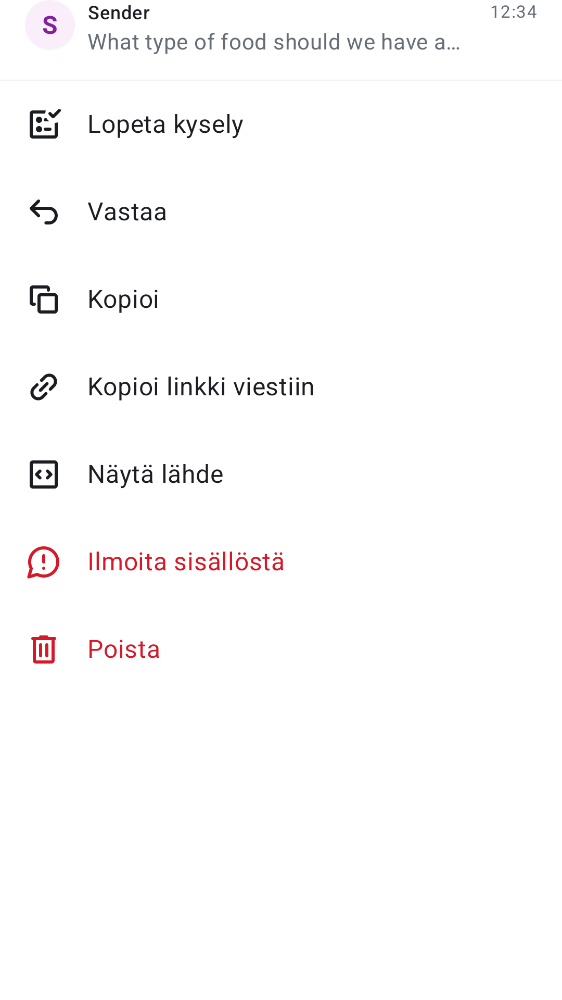 S
Sender
12:34
What type of food should we have a…
Lopeta kysely
Vastaa
Kopioi
Kopioi linkki viestiin
Näytä lähde
Ilmoita sisällöstä
Poista